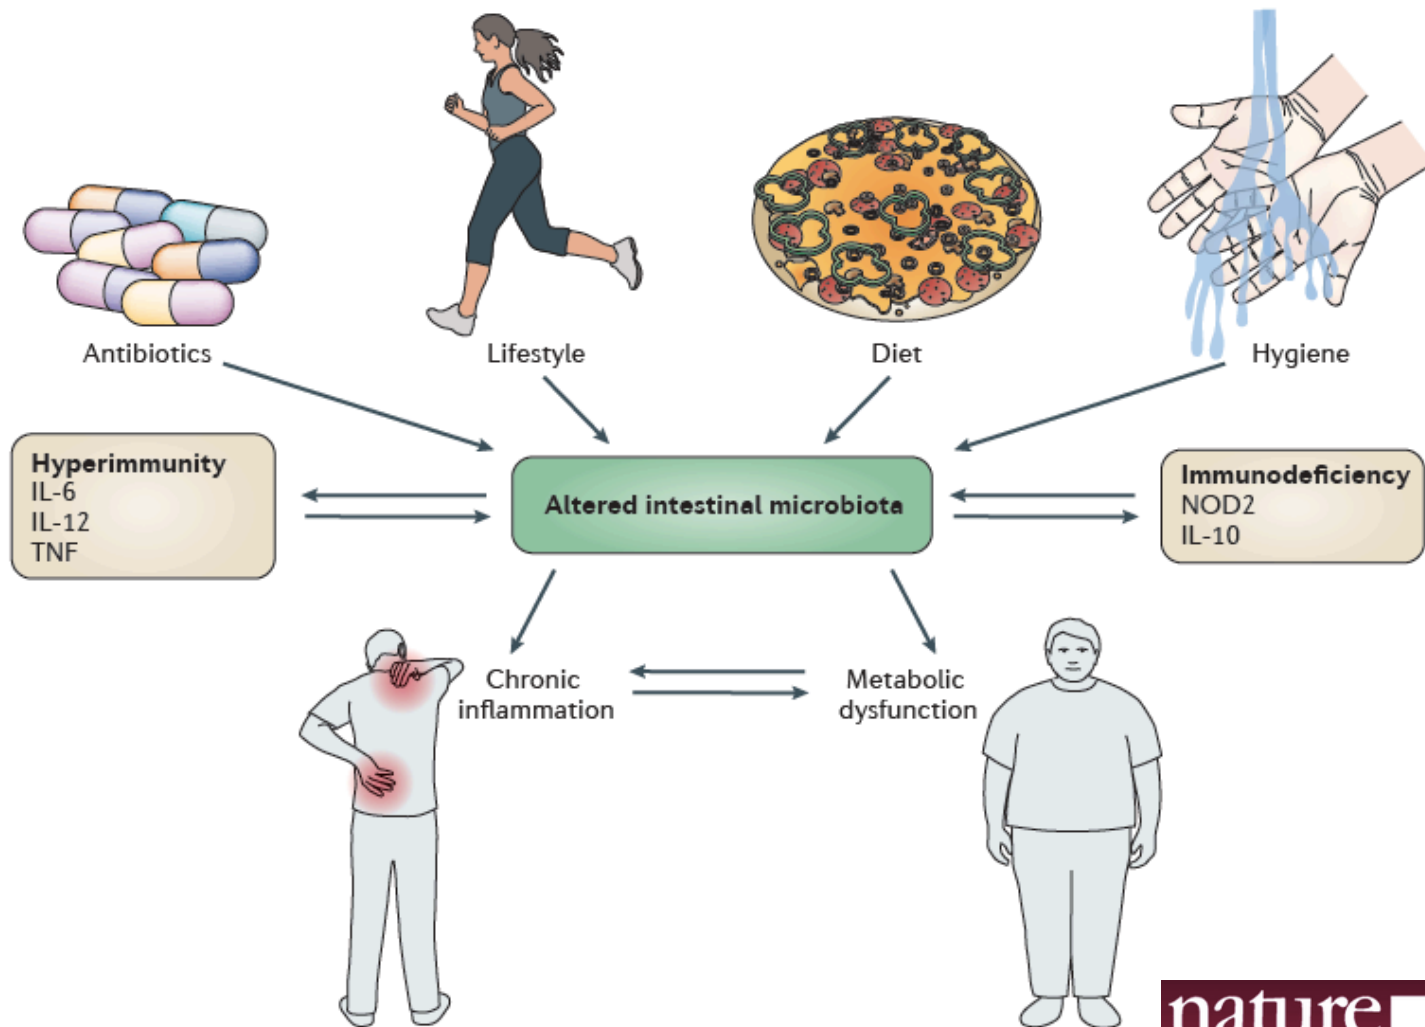 Antibiotics
Lifestyle
Diet
Hygiene
Hyperimmunity
IL-6
IL-12
TNF
Altered intestinal microbiota
Immunodeficiency
NOD2
IL-10
Chronic
inflammation
Metabolic
dysfunction
nature